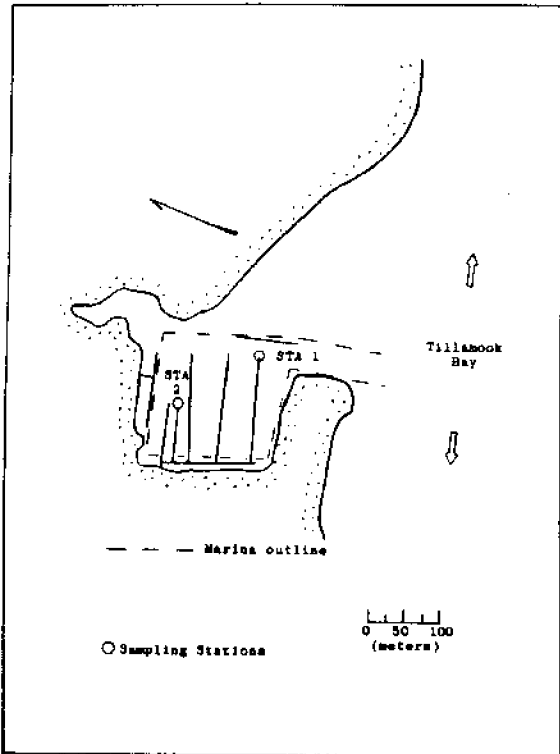 STA 1
Tillamook
Bay
STA
2
Marina outline
0 50 100
(meters)
Sampling Stations